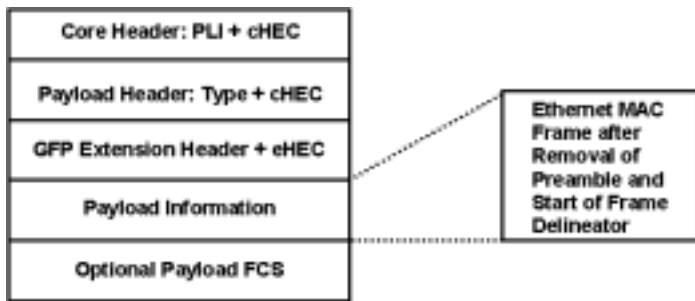 Core Header: PLI + cHEC
Payload Header: Type + cHEC
GFP Extension Header + eHEC
Payload Information
Optional Payload FCS
Ethernet MAC
Frame after
Removal of
Preamble and
Start of Frame
Delineator